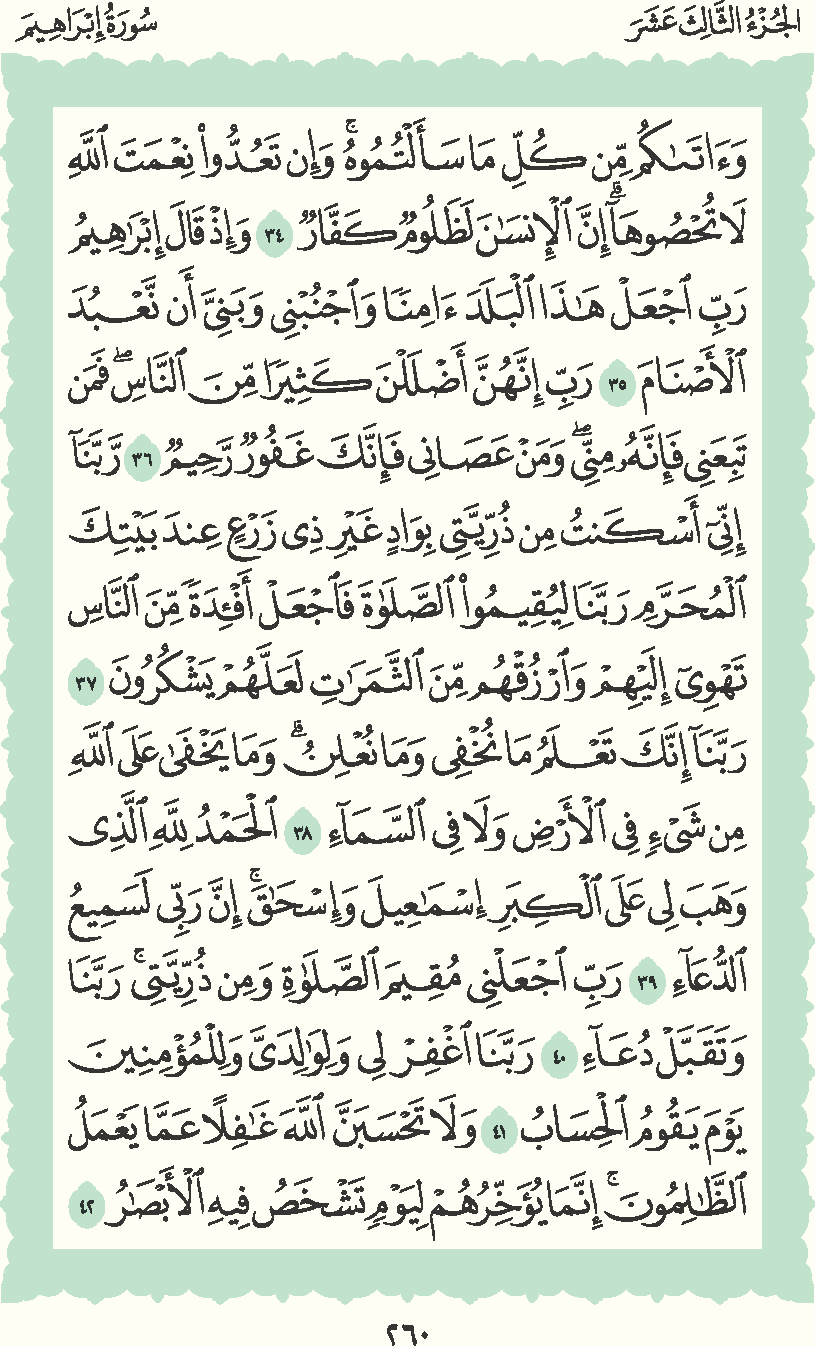 الجُزْءُ الثَّالِثَ عَشَرَ
سُورَةُ إِبْرَاهِيمَ
وَءَاتَىٰكُم مِّن كُلِّ مَا سَأَلْتُمُوهُ ۚ وَإِن تَعُدُّوا۟ نِعْمَتَ ٱللَّهِ
لَا تُحْصُوهَآ ۗ إِنَّ ٱلْإِنسَـٰنَ لَظَلُومٌ كَفَّارٌ ٣٤ وَإِذْ قَالَ إِبْرَٰهِيمُ
رَبِّ ٱجْعَلْ هَـٰذَا ٱلْبَلَدَ ءَامِنًا وَٱجْنُبْنِى وَبَنِىَّ أَن نَّعْبُدَ
ٱلْأَصْنَامَ ٣٥ رَبِّ إِنَّهُنَّ أَضْلَلْنَ كَثِيرًا مِّنَ ٱلنَّاسِ ۖ فَمَن
تَبِعَنِى فَإِنَّهُۥ مِنِّى ۖ وَمَنْ عَصَانِى فَإِنَّكَ غَفُورٌ رَّحِيمٌ ٣٦ رَّبَّنَآ
إِنِّىٓ أَسْكَنتُ مِن ذُرِّيَّتِى بِوَادٍ غَيْرِ ذِى زَرْعٍ عِندَ بَيْتِكَ
ٱلْمُحَرَّمِ رَبَّنَا لِيُقِيمُوا۟ ٱلصَّلَوٰةَ فَٱجْعَلْ أَفْـِٔدَةً مِّنَ ٱلنَّاسِ
تَهْوِىٓ إِلَيْهِمْ وَٱرْزُقْهُم مِّنَ ٱلثَّمَرَٰتِ لَعَلَّهُمْ يَشْكُرُونَ ٣٧
رَبَّنَآ إِنَّكَ تَعْلَمُ مَا نُخْفِى وَمَا نُعْلِنُ ۗ وَمَا يَخْفَىٰ عَلَى ٱللَّهِ
مِن شَىْءٍ فِى ٱلْأَرْضِ وَلَا فِى ٱلسَّمَآءِ ٣٨ ٱلْحَمْدُ لِلَّهِ ٱلَّذِى
وَهَبَ لِى عَلَى ٱلْكِبَرِ إِسْمَـٰعِيلَ وَإِسْحَـٰقَ ۚ إِنَّ رَبِّى لَسَمِيعُ
ٱلدُّعَآءِ ٣٩ رَبِّ ٱجْعَلْنِى مُقِيمَ ٱلصَّلَوٰةِ وَمِن ذُرِّيَّتِى ۚ رَبَّنَا
وَتَقَبَّلْ دُعَآءِ ٤٠ رَبَّنَا ٱغْفِرْ لِى وَلِوَٰلِدَىَّ وَلِلْمُؤْمِنِينَ
يَوْمَ يَقُومُ ٱلْحِسَابُ ٤١ وَلَا تَحْسَبَنَّ ٱللَّهَ غَـٰفِلًا عَمَّا يَعْمَلُ
ٱلظَّـٰلِمُونَ ۚ إِنَّمَا يُؤَخِّرُهُمْ لِيَوْمٍ تَشْخَصُ فِيهِ ٱلْأَبْصَـٰرُ ٤٢
٢٦٠